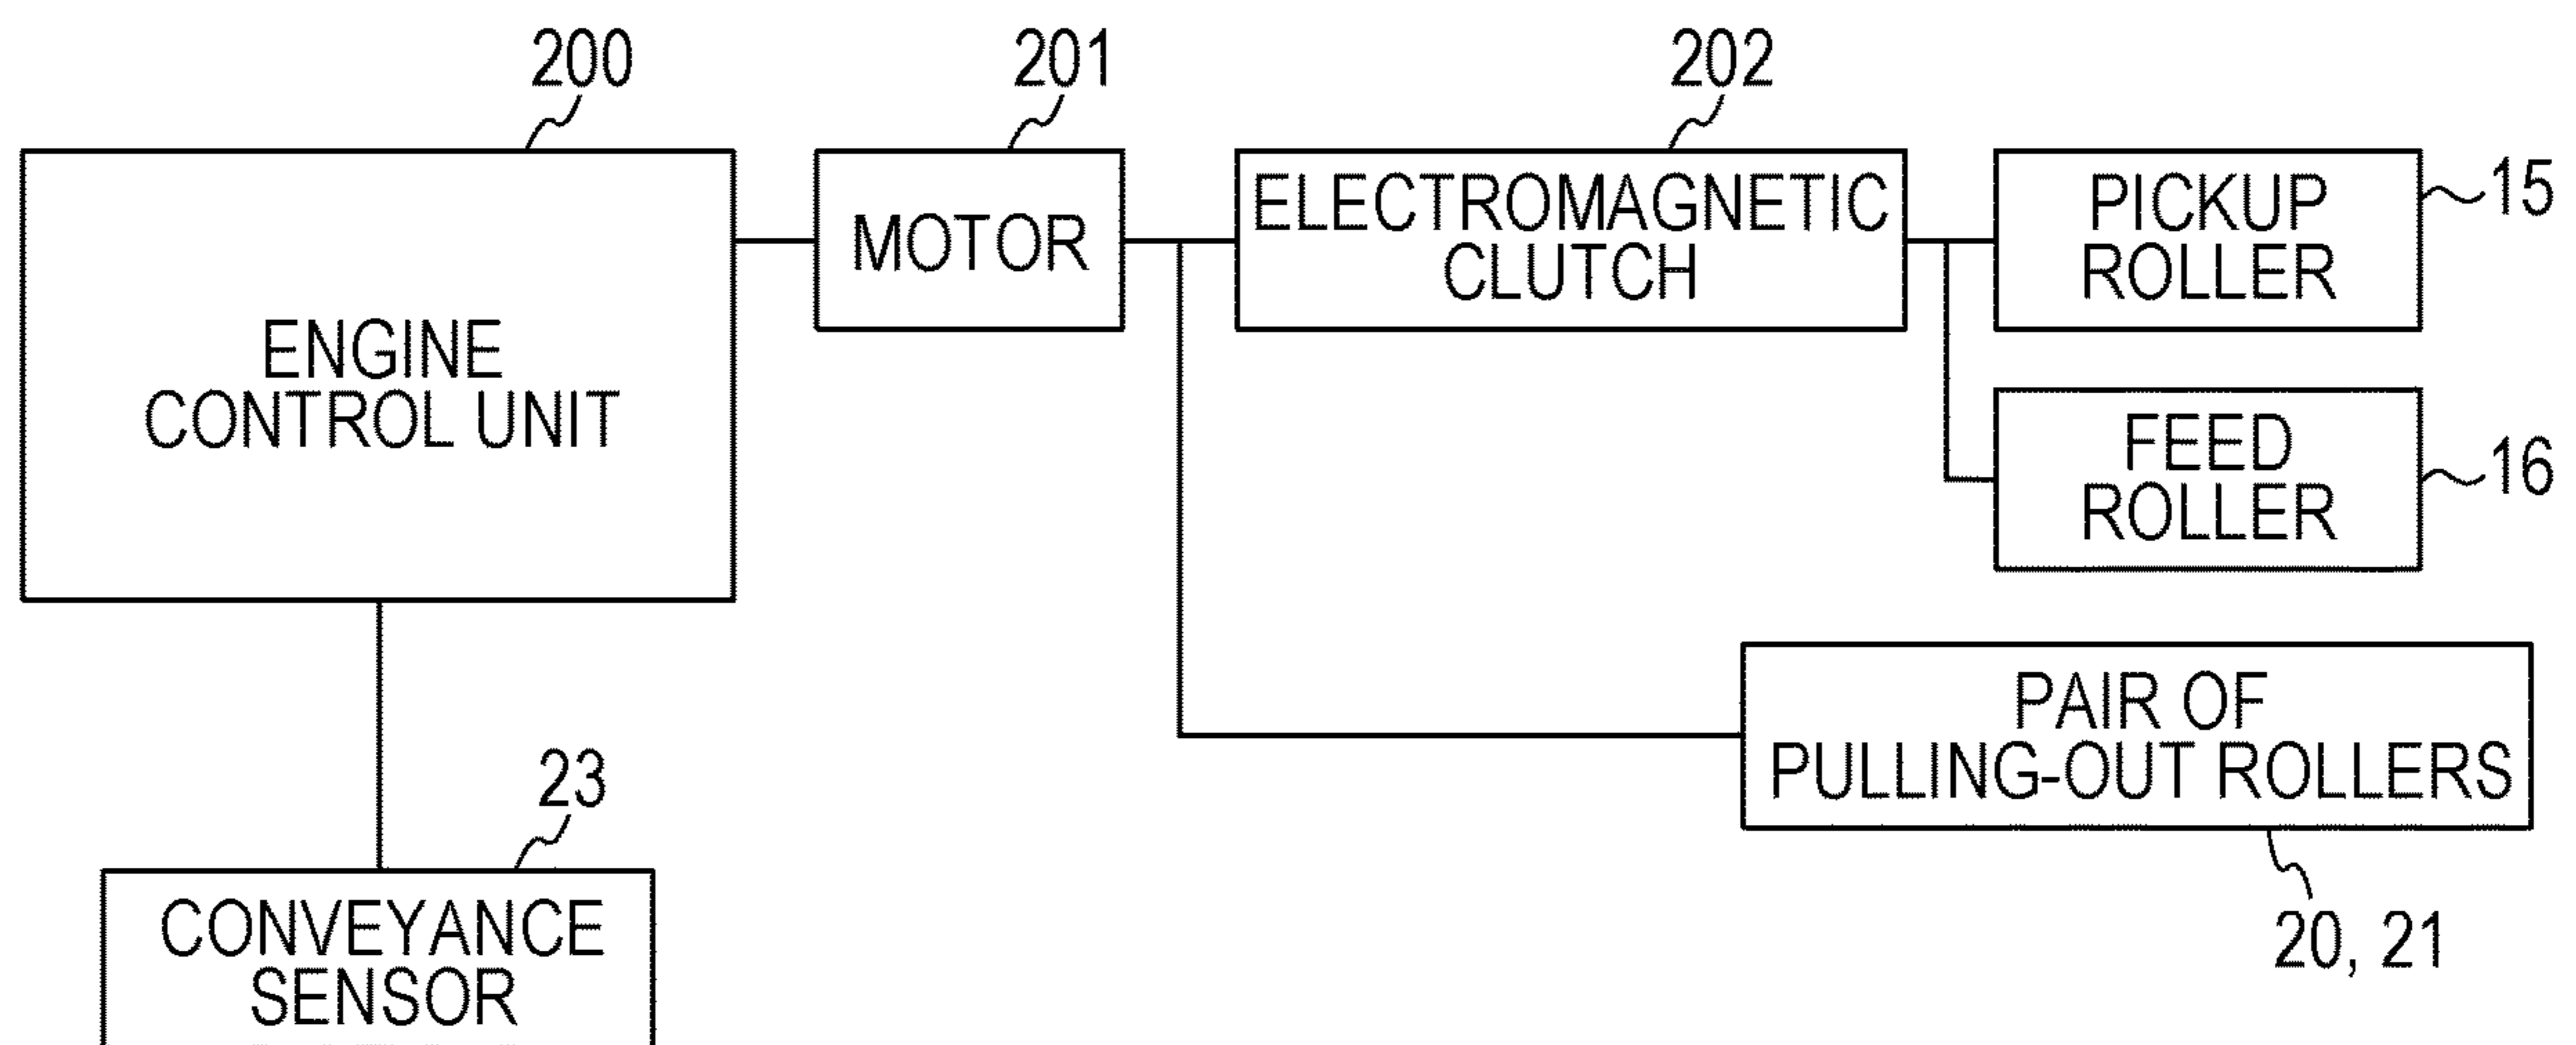 200
201
202
ENGINE
CONTROL UNIT
MOTOR
ELECTROMAGNETIC
CLUTCH
PICKUP
ROLLER
15
FEED
ROLLER
16
PAIR OF
PULLING-OUT ROLLERS
20, 21
23
CONVEYANCE
SENSOR